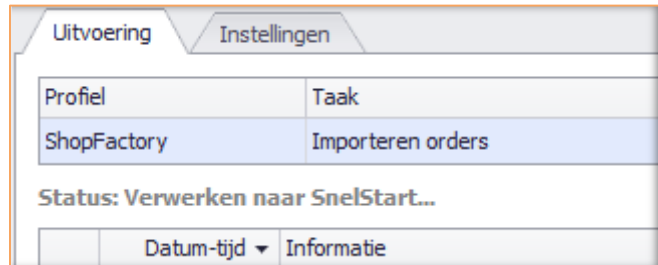 Uitvoering Instellingen
Profiel Taak
ShopFactory Importeren orders
Status: Verwerken naar SnelStart...
Datum-tijd Informatie